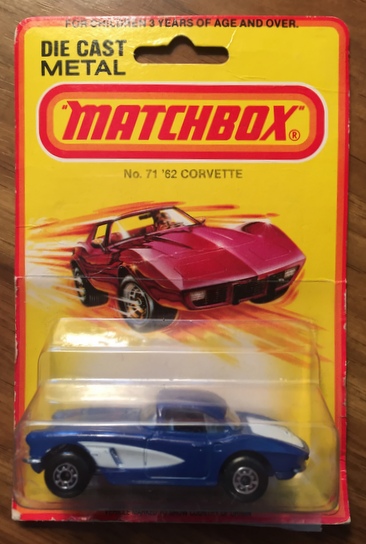 FOR CHILDREN 3 YEARS OF AGE AND OVER.
DIE CAST
METAL
"MATCHBOX"®
No. 71 '62 CORVETTE